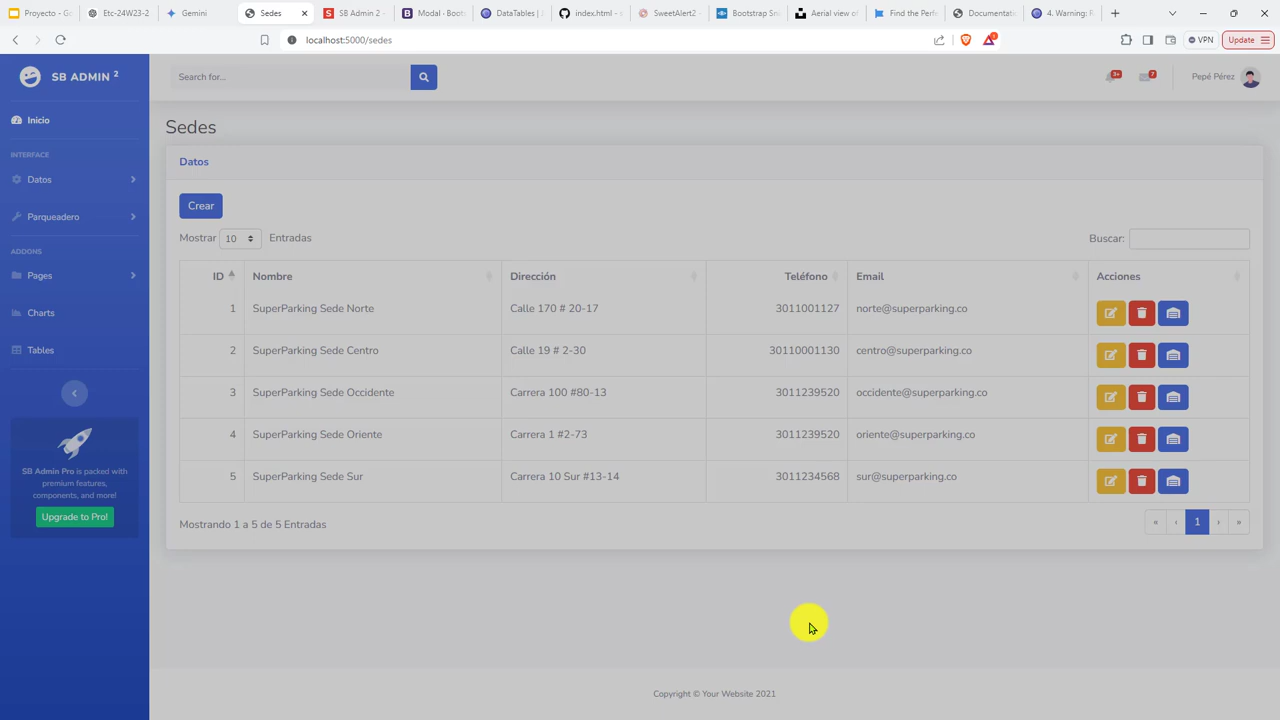 Proyecto - G
Etc-24W23-2
Gemini
Sedes
SB Admin 2 -
Modal · Boots
DataTables | 
index.html - s
SweetAlert2 -
Bootstrap Sni
Aerial view of
Find the Perfe
Documentati
4. Warning: R
localhost:5000/sedes
VPN
Update
SB ADMIN 2
Search for...
3+
7
Pepé Pérez
Inicio
INTERFACE
Datos
Parqueadero
ADDONS
Pages
Charts
Tables
SB Admin Pro is packed with
premium features,
components, and more!
Upgrade to Pro!
Sedes
Datos
Crear
Mostrar 10 Entradas
Buscar:
ID Nombre Dirección Teléfono Email Acciones
1 SuperParking Sede Norte Calle 170 # 20-17 3011001127 norte@superparking.co
2 SuperParking Sede Centro Calle 19 # 2-30 30110001130 centro@superparking.co
3 SuperParking Sede Occidente Carrera 100 #80-13 3011239520 occidente@superparking.co
4 SuperParking Sede Oriente Carrera 1 #2-73 3011239520 oriente@superparking.co
5 SuperParking Sede Sur Carrera 10 Sur #13-14 3011234568 sur@superparking.co
Mostrando 1 a 5 de 5 Entradas
« ‹ 1 › »
Copyright © Your Website 2021